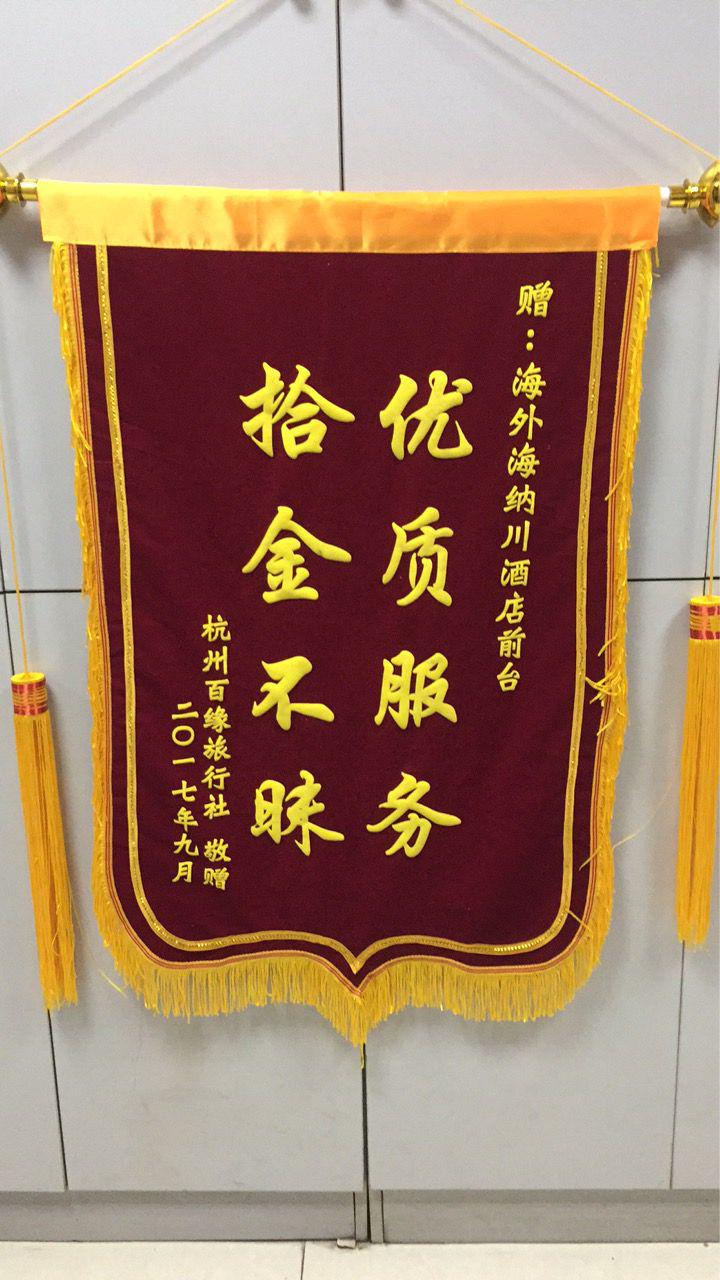 赠：海外海纳川酒店前台
优质服务
拾金不昧
杭州百缘旅行社 敬赠
二〇一七年九月